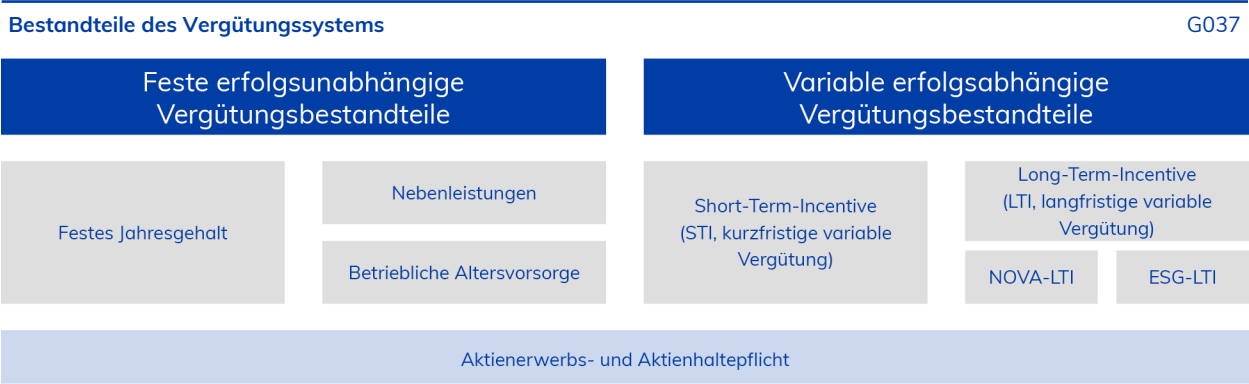 Bestandteile des Vergütungssystems
G037
Feste erfolgsunabhängige
Vergütungsbestandteile
Variable erfolgsabhängige
Vergütungsbestandteile
Festes Jahresgehalt
Nebenleistungen
Betriebliche Altersvorsorge
Short-Term-Incentive
(STI, kurzfristige variable
Vergütung)
Long-Term-Incentive
(LTI, langfristige variable
Vergütung)
NOVA-LTI
ESG-LTI
Aktienerwerbs- und Aktienhaltepflicht